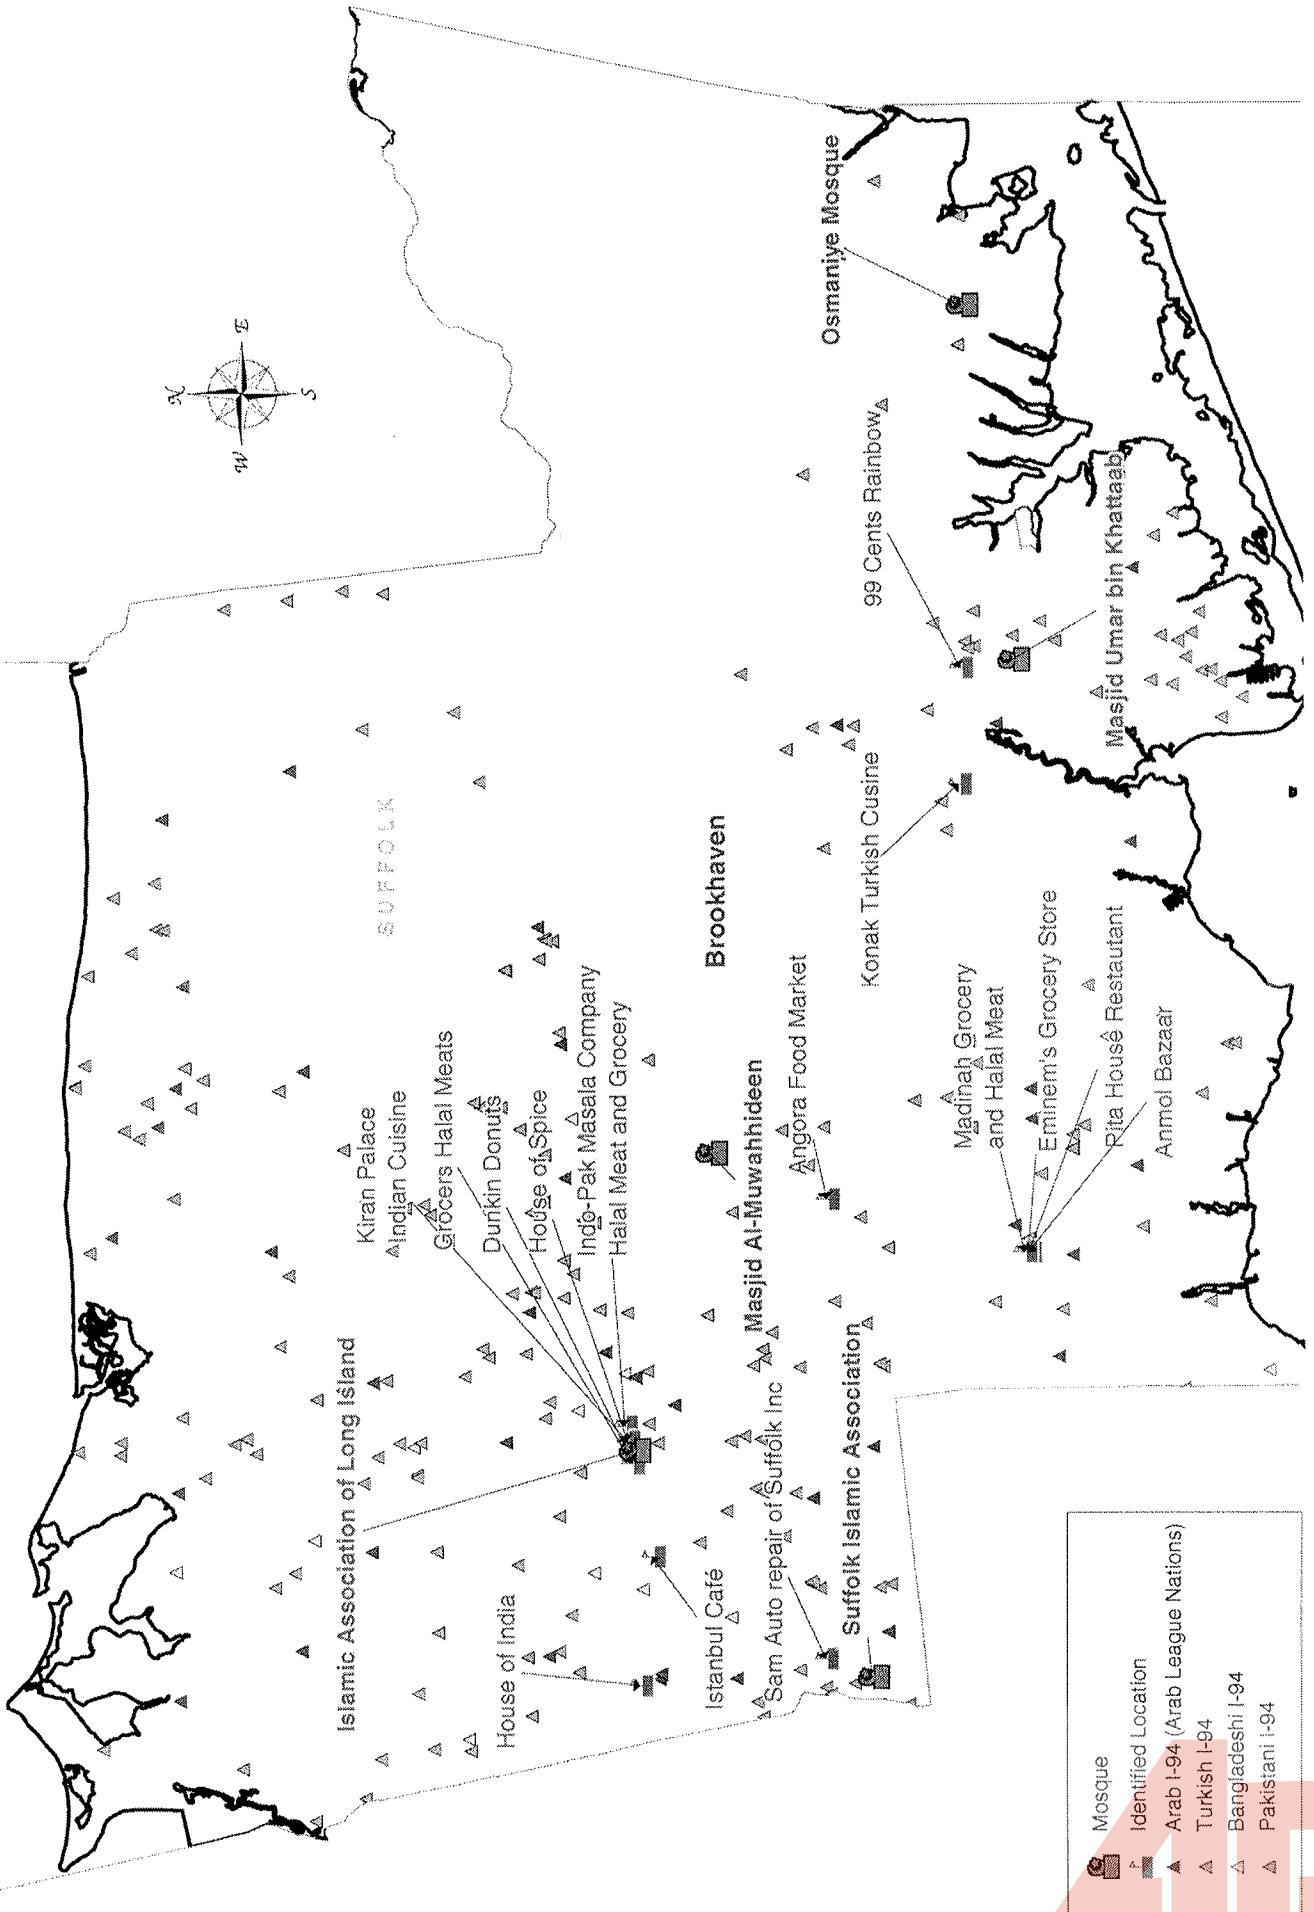 N
W
E
S
SUFFOLK
Kiran Palace
Indian Cuisine
Grocers Halal Meats
Dunkin Donuts
House of Spice
Indo-Pak Masala Company
Halal Meat and Grocery
Islamic Association of Long Island
House of India
Istanbul Café
Brookhaven
Masjid Al-Muwahhideen
Angora Food Market
Sam Auto repair of Suffolk Inc
Suffolk Islamic Association
Osmaniye Mosque
99 Cents Rainbow
Konak Turkish Cusine
Masjid Umar bin Khattaab
Madinah Grocery
and Halal Meat
Eminem's Grocery Store
Rita House Restautant
Anmol Bazaar
Mosque
Identified Location
Arab I-94 (Arab League Nations)
Turkish I-94
Bangladeshi I-94
Pakistani I-94